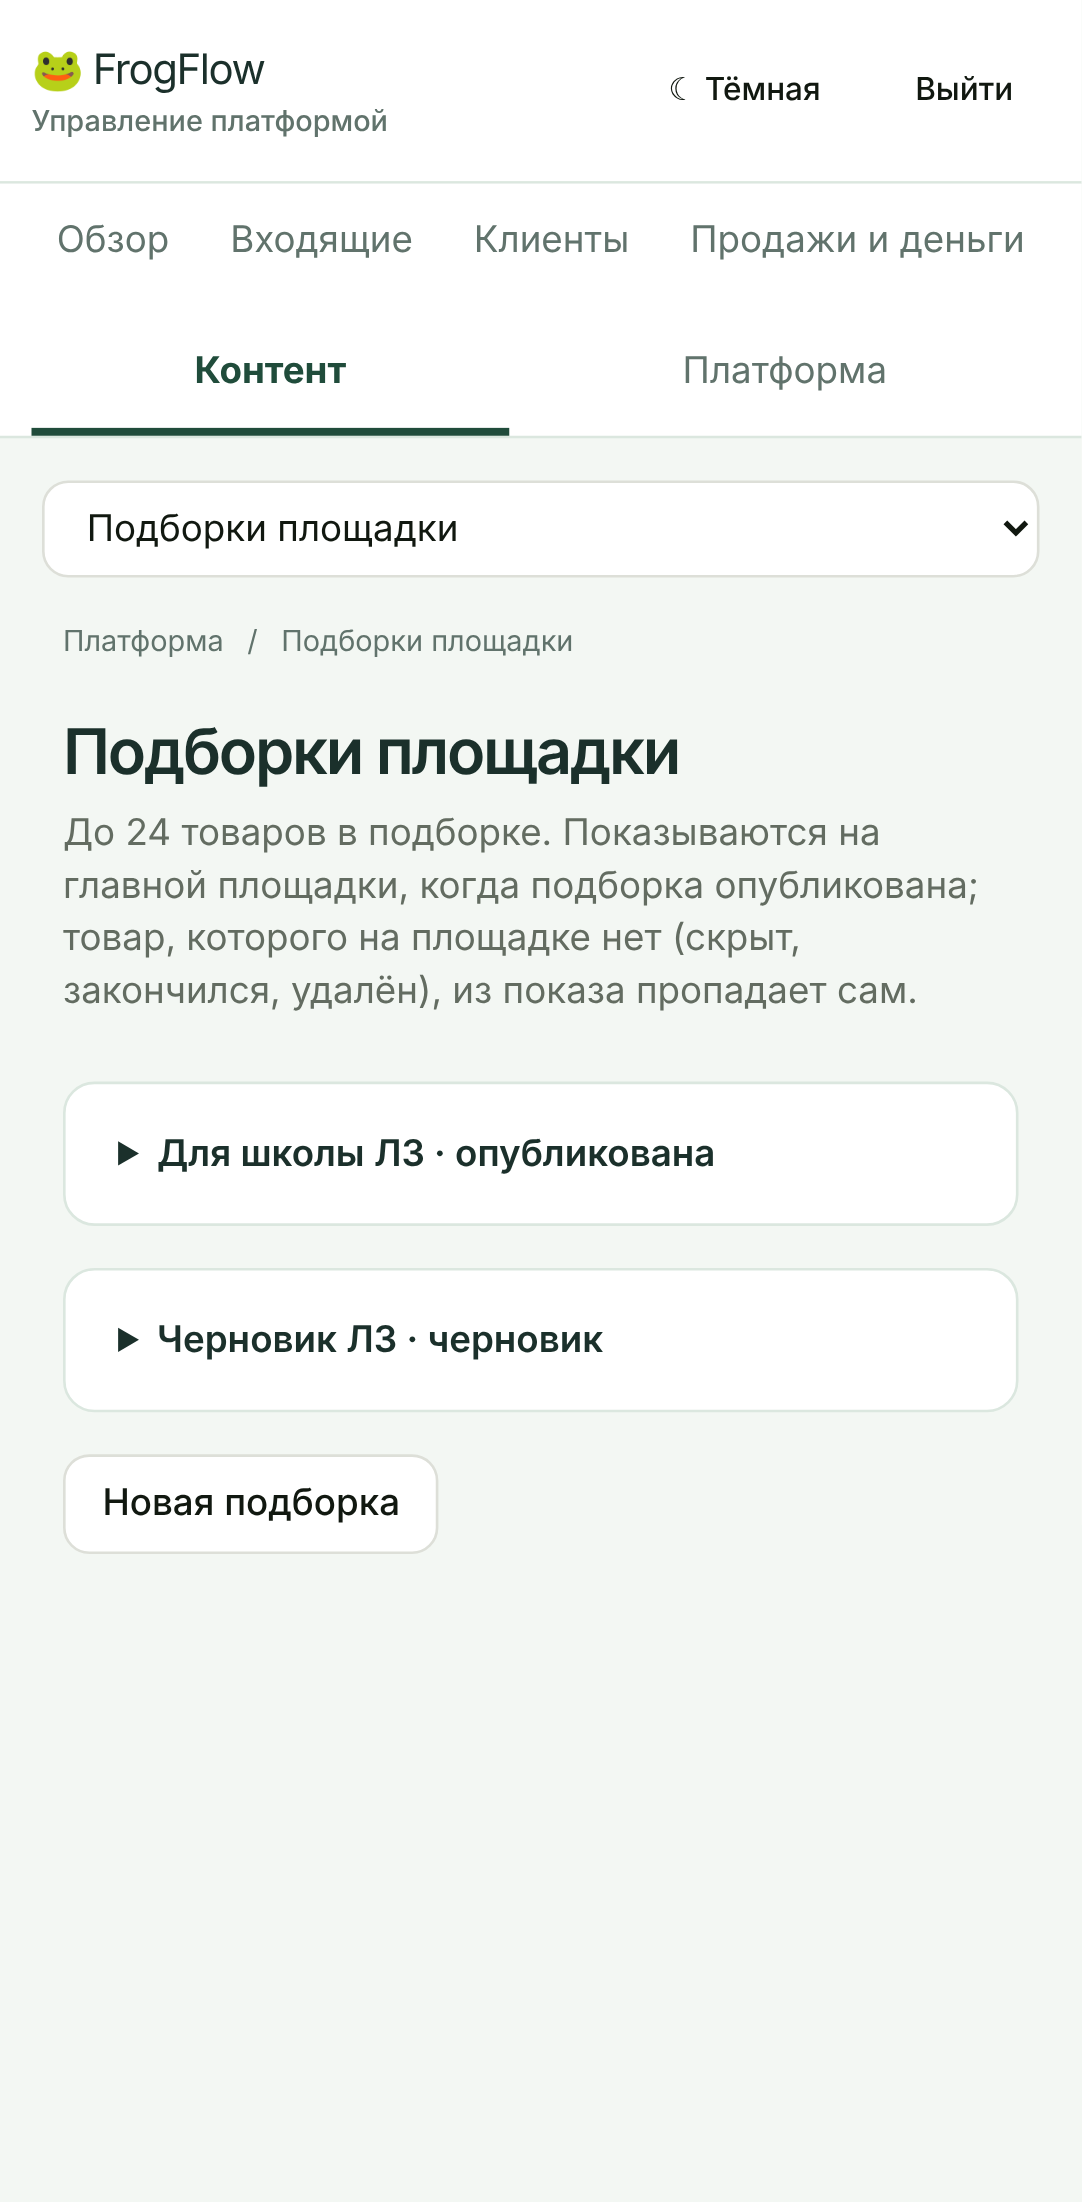 🐸 FrogFlow
Управление платформой
☾ Тёмная
Выйти
Обзор Входящие Клиенты Продажи и деньги
Контент Платформа
Подборки площадки
Платформа / Подборки площадки
Подборки площадки
До 24 товаров в подборке. Показываются на
главной площадки, когда подборка опубликована;
товар, которого на площадке нет (скрыт,
закончился, удалён), из показа пропадает сам.
▶ Для школы Л3 · опубликована
▶ Черновик Л3 · черновик
Новая подборка